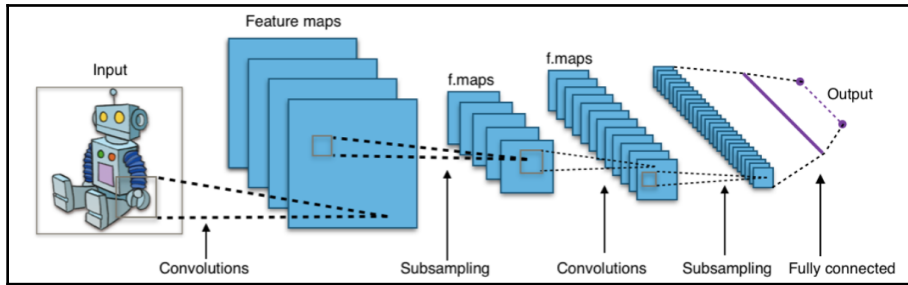 Feature maps
Input
f.maps
f.maps
Output
Convolutions
Subsampling
Convolutions
Subsampling
Fully connected